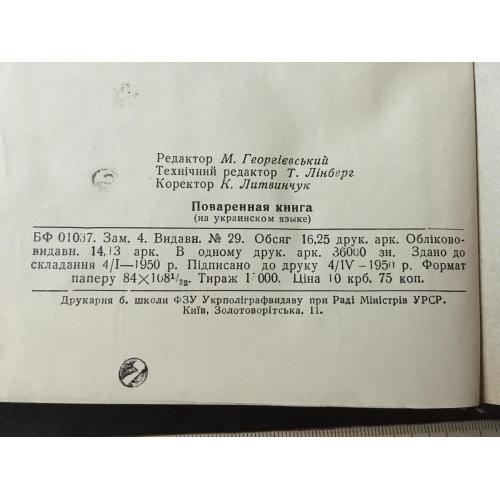 Редактор М. Георгієвський
Технічний редактор Т. Лінберг
Коректор К. Литвинчук
Поваренная книга
(на украинском языке)
БФ 01037. Зам. 4. Видавн. № 29. Обсяг 16,25 друк. арк. Обліково-
видавн. 14,13 арк. В одному друк. арк. 36000 зн. Здано до
складання 4/І—1950 р. Підписано до друку 4/IV-1950 р. Формат
паперу 84×108¹/₃₂. Тираж 000. Ціна 10 крб. 75 коп.
Друкарня б. школи ФЗУ Укрполіграфвидаву при Раді Міністрів УРСР.
Київ, Золотоворітська, 11.